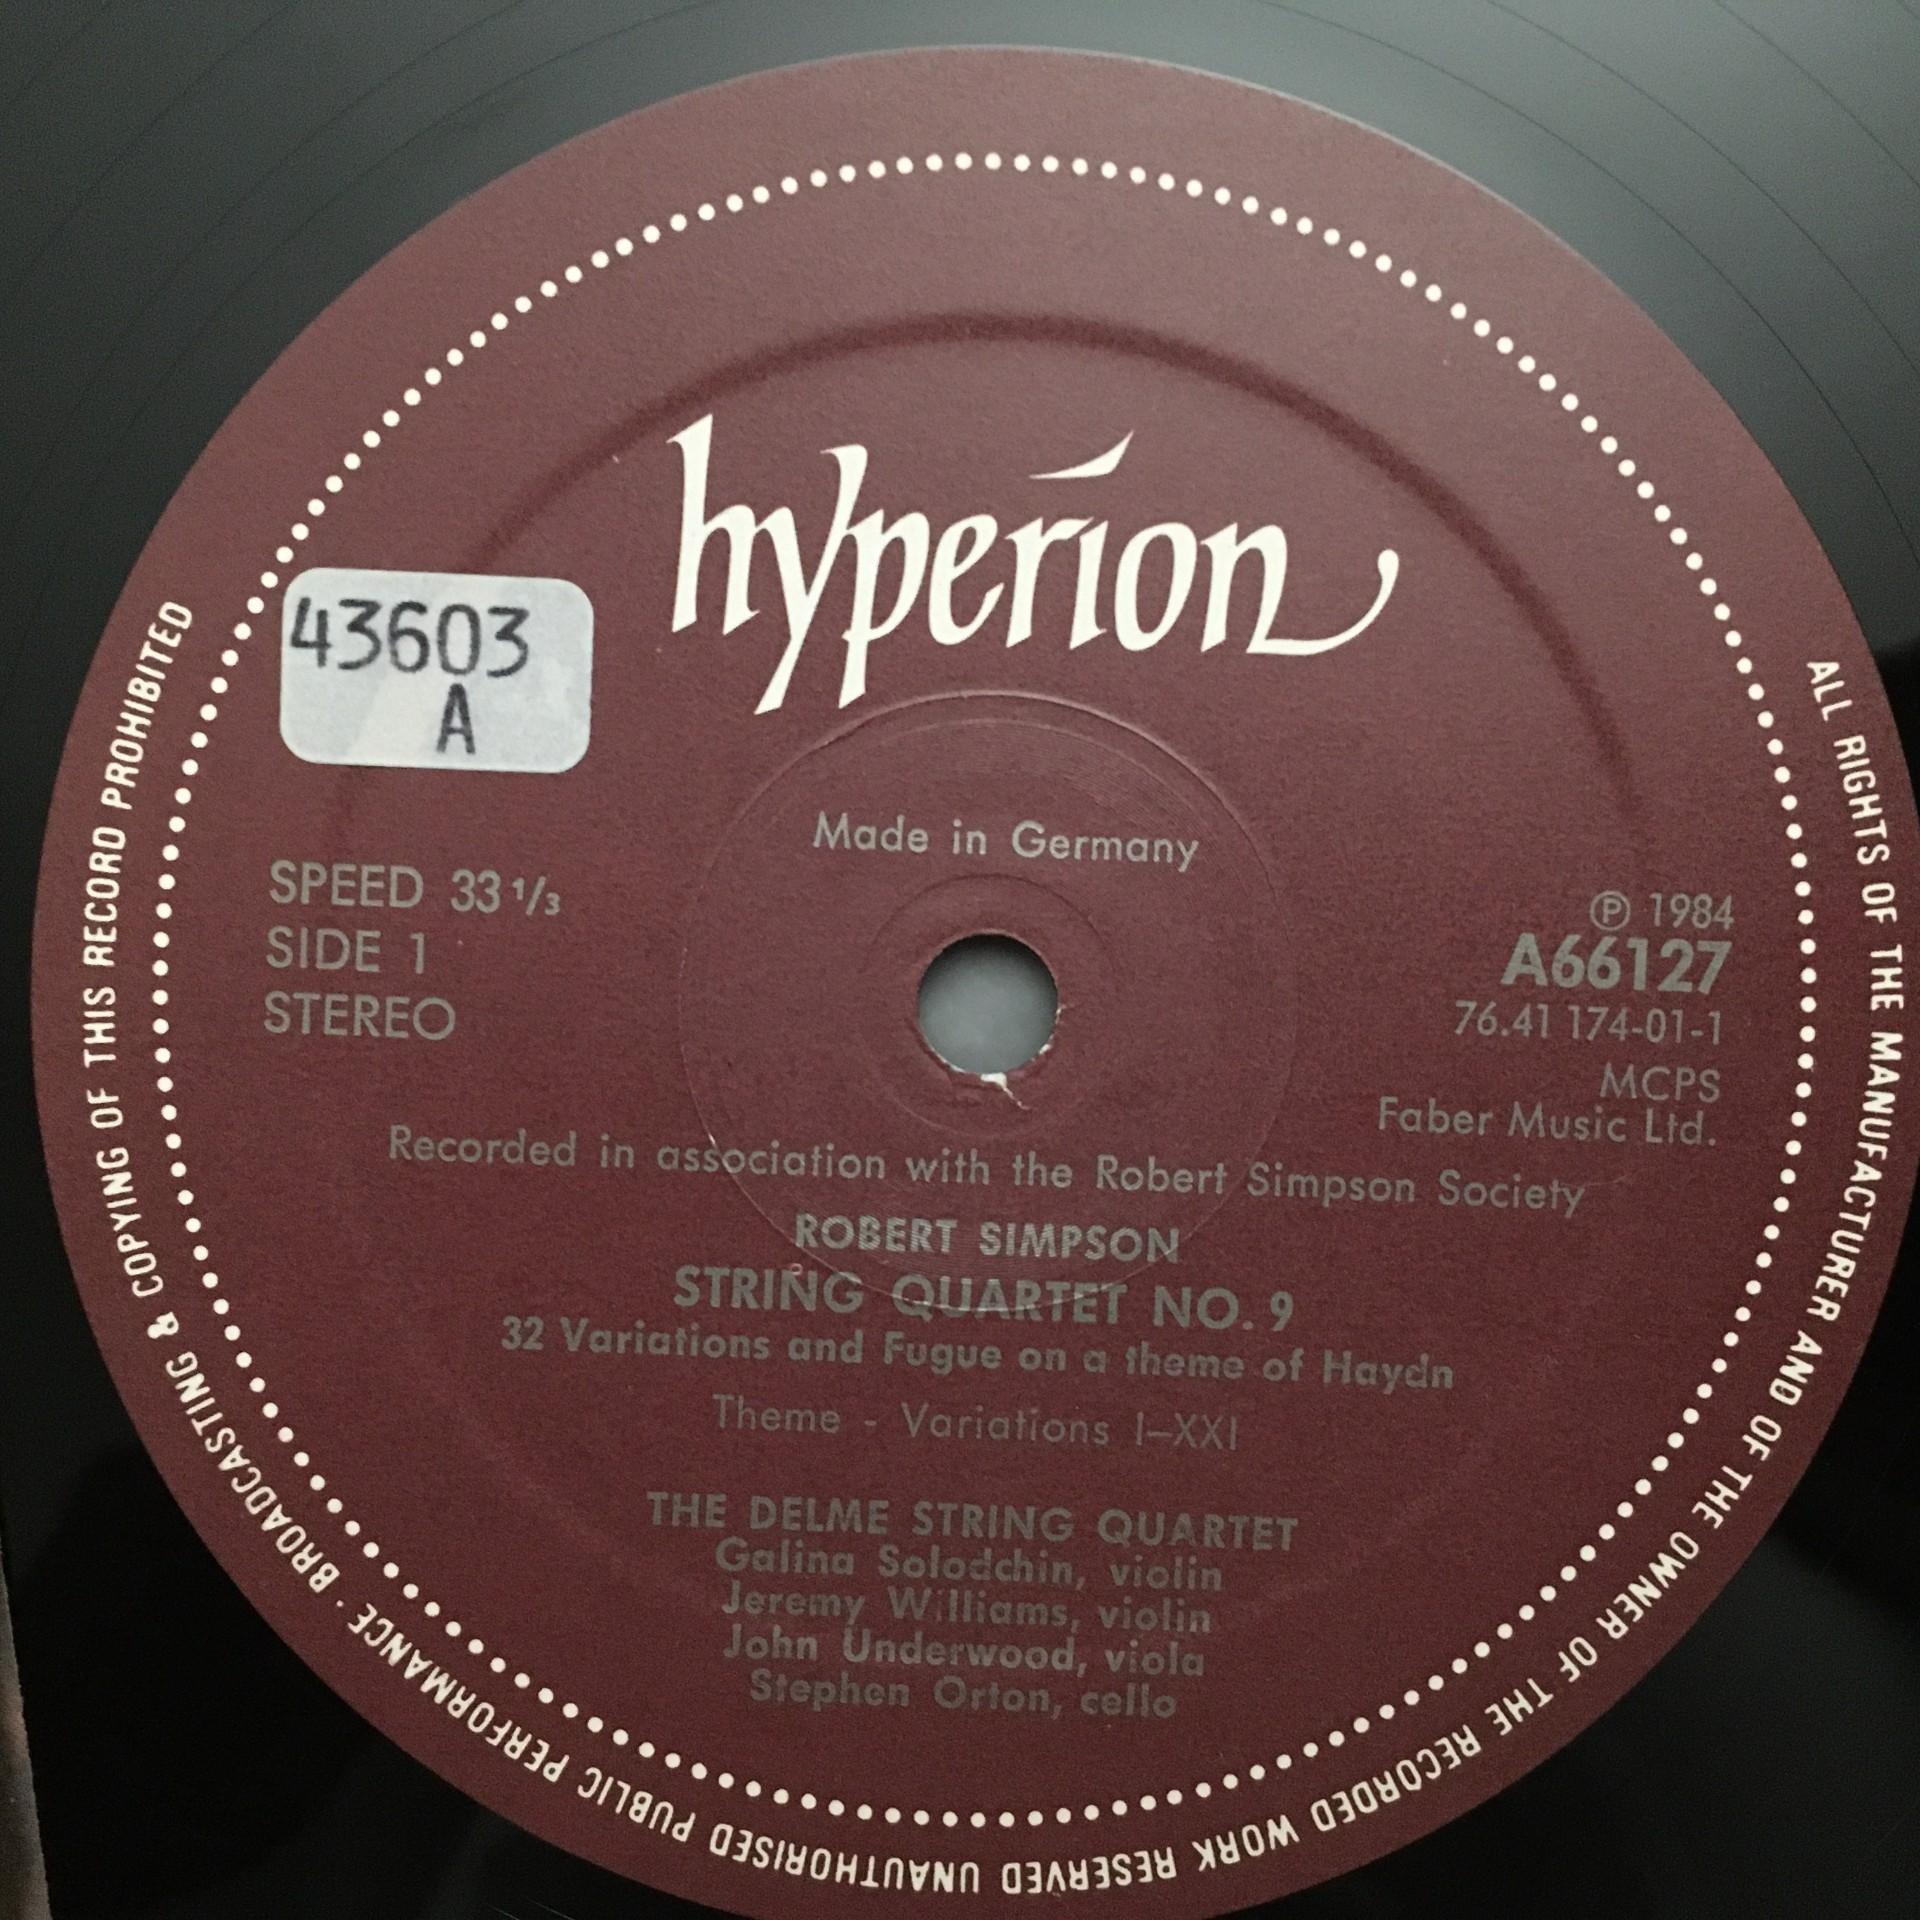 hyperion
43603
A
Made in Germany
SPEED 33 1/3
SIDE 1
STEREO
℗ 1984
A66127
76.41 174-01-1
MCPS
Faber Music Ltd.
Recorded in association with the Robert Simpson Society
ROBERT SIMPSON
STRING QUARTET NO. 9
32 Variations and Fugue on a theme of Haydn
Theme - Variations I–XXI
THE DELME STRING QUARTET
Galina Solodchin, violin
Jeremy Williams, violin
John Underwood, viola
Stephen Orton, cello
ALL RIGHTS OF THE MANUFACTURER AND OF THE OWNER OF THE RECORDED WORK RESERVED UNAUTHORISED PUBLIC PERFORMANCE · BROADCASTING & COPYING OF THIS RECORD PROHIBITED